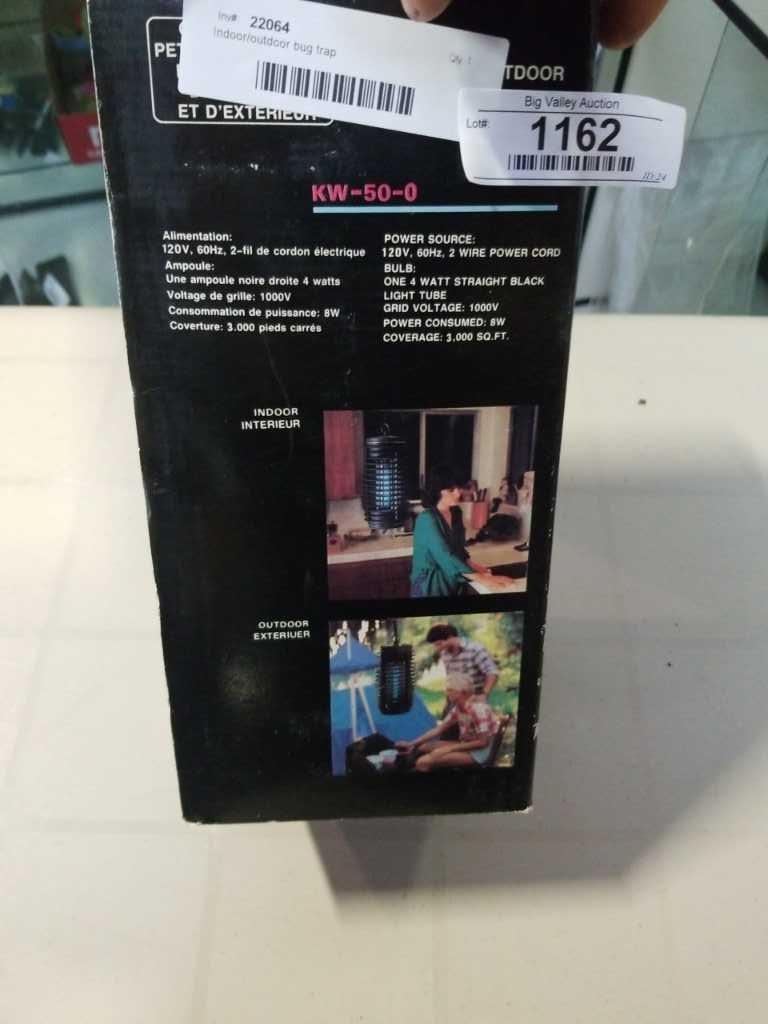 Inv# 22064
Indoor/outdoor bug trap
Qty: 1
PET
TDOOR
ET D'EXTERIEUR
Big Valley Auction
Lot#: 1162
KW-50-0
Alimentation:
120V, 60Hz, 2-fil de cordon électrique
Ampoule:
Une ampoule noire droite 4 watts
Voltage de grille: 1000V
Consommation de puissance: 8W
Coverture: 3.000 pieds carrés
POWER SOURCE:
120V, 60Hz, 2 WIRE POWER CORD
BULB:
ONE 4 WATT STRAIGHT BLACK
LIGHT TUBE
GRID VOLTAGE: 1000V
POWER CONSUMED: 8W
COVERAGE: 3,000 SQ.FT.
INDOOR
INTERIEUR
OUTDOOR
EXTERIUER